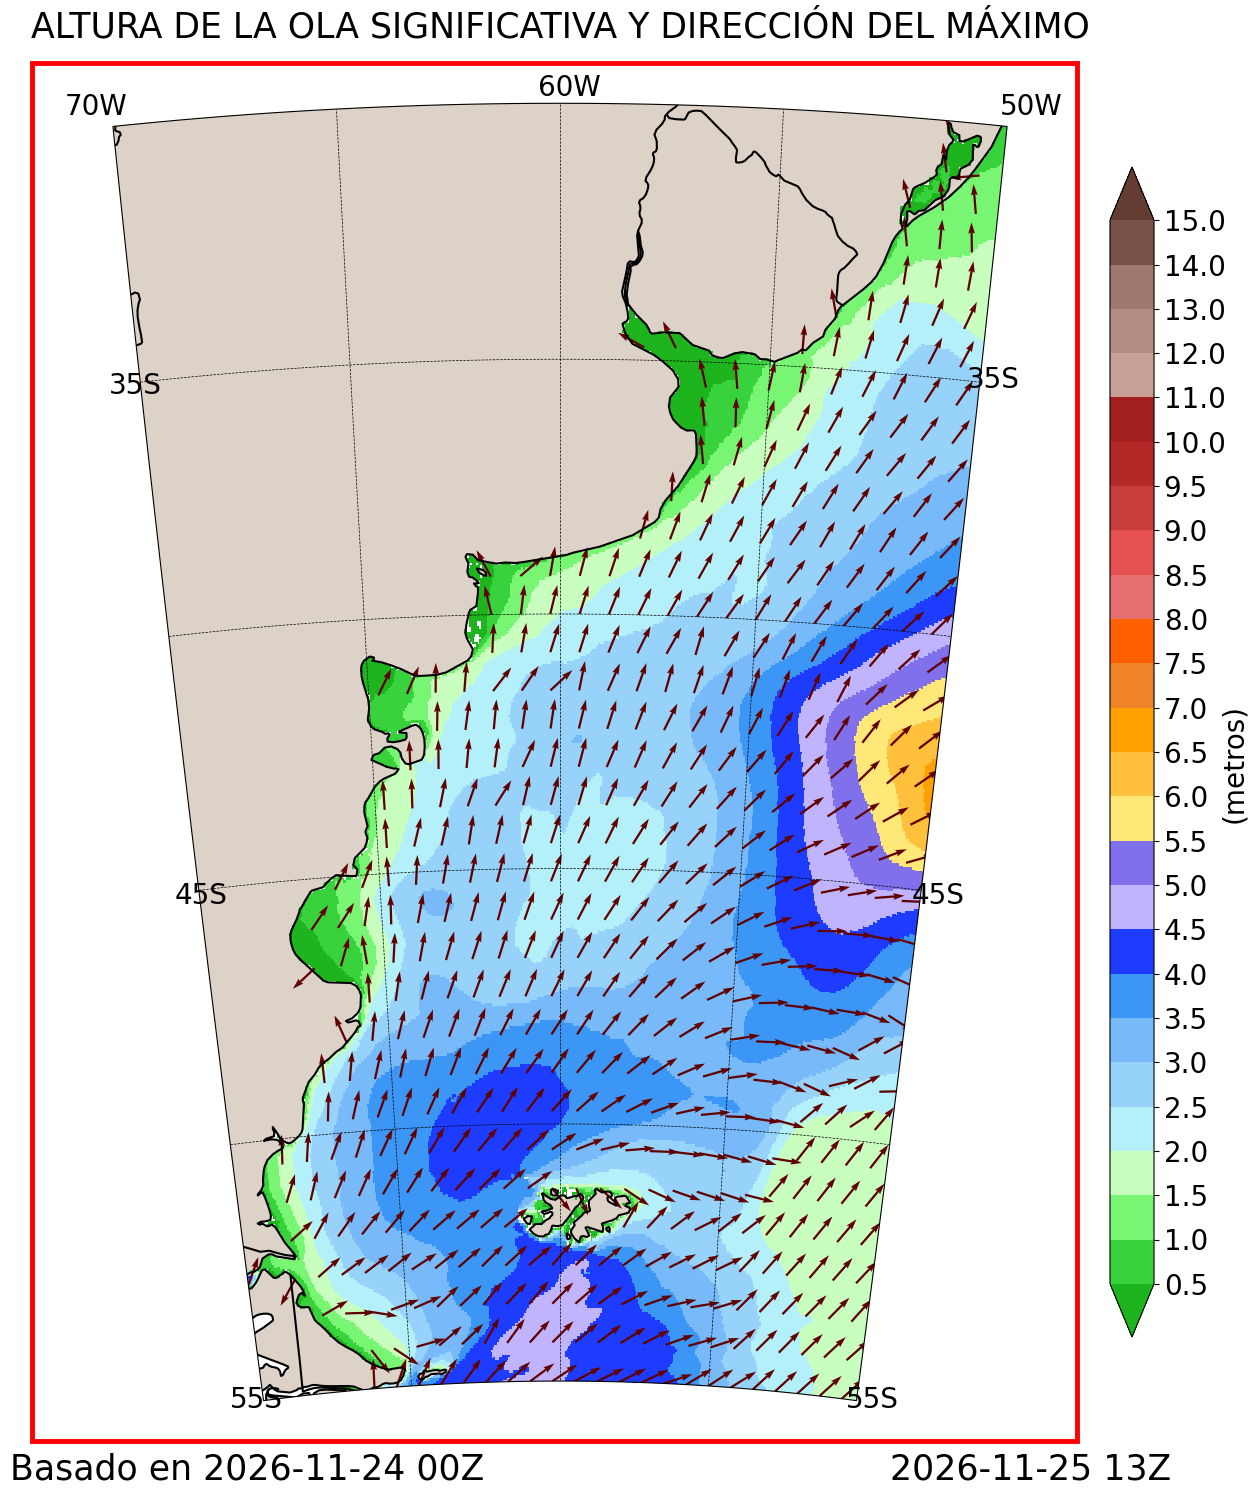 ALTURA DE LA OLA SIGNIFICATIVA Y DIRECCIÓN DEL MÁXIMO
70W
60W
50W
35S
35S
45S
45S
55S
55S
15.0
14.0
13.0
12.0
11.0
10.0
9.5
9.0
8.5
8.0
7.5
7.0
6.5
6.0
5.5
5.0
4.5
4.0
3.5
3.0
2.5
2.0
1.5
1.0
0.5
(metros)
Basado en 2026-11-24 00Z
2026-11-25 13Z